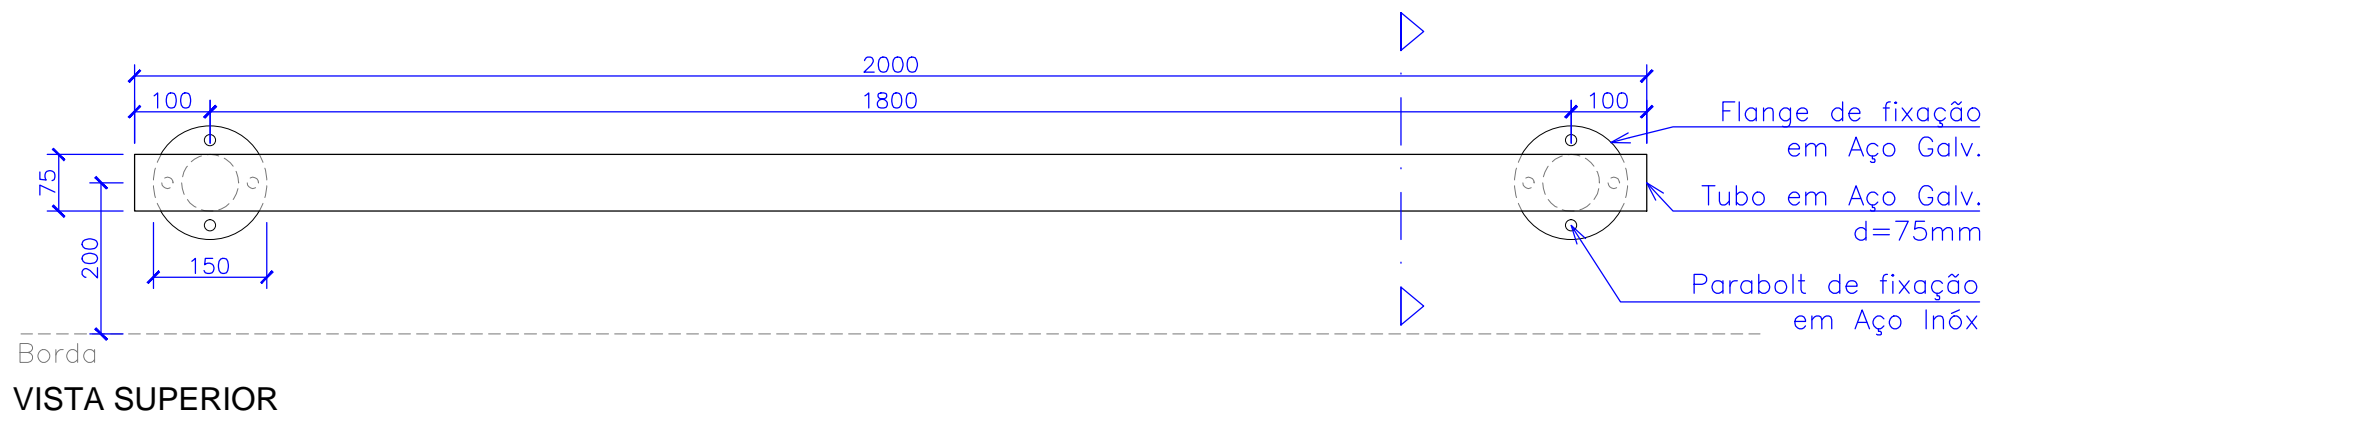 2000
100
1800
100
Flange de fixação
em Aço Galv.
75
Tubo em Aço Galv.
d=75mm
200
150
Parabolt de fixação
em Aço Inóx
Borda
VISTA SUPERIOR